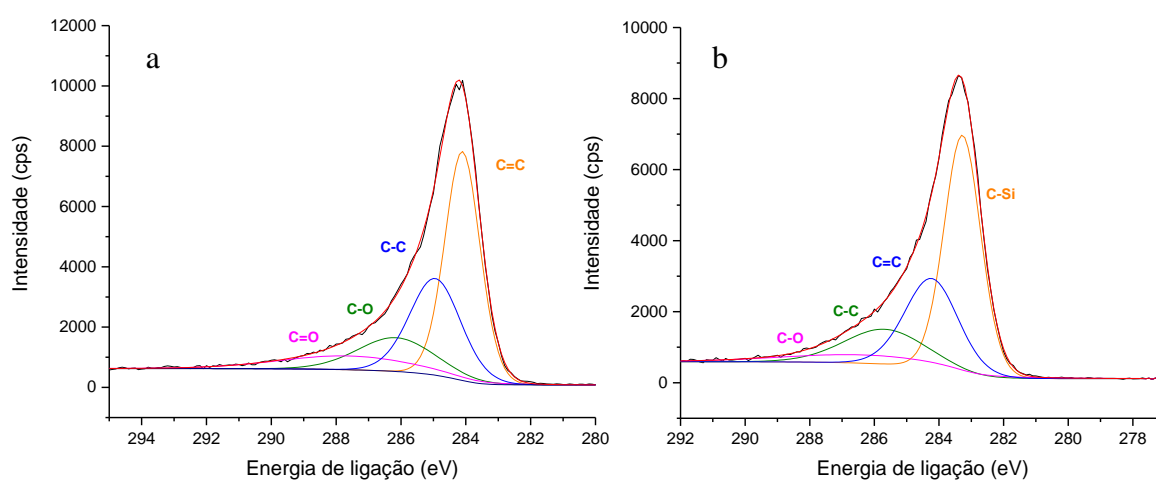 a
Intensidade (cps)
12000
10000
8000
6000
4000
2000
0
C=C
C-C
C-O
C=O
294 292 290 288 286 284 282 280
Energia de ligação (eV)
b
Intensidade (cps)
10000
8000
6000
4000
2000
0
C-Si
C=C
C-C
C-O
292 290 288 286 284 282 280 278
Energia de ligação (eV)